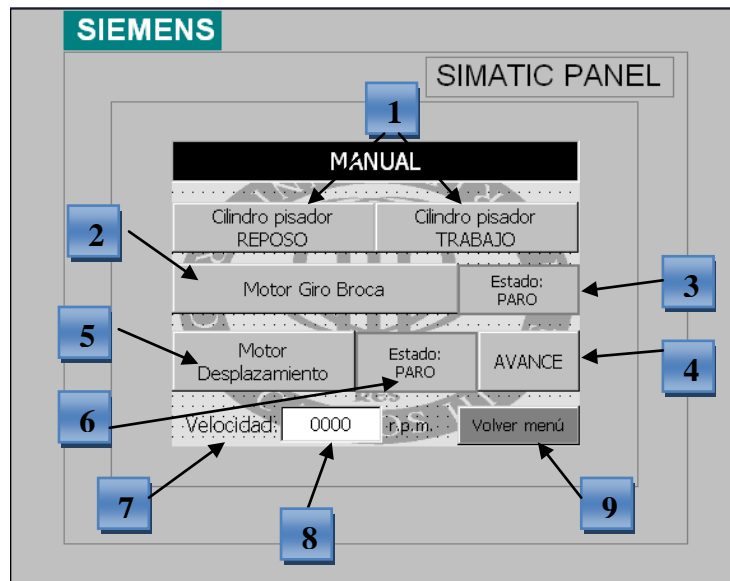 SIEMENS
SIMATIC PANEL
1
MANUAL
Cilindro pisador
REPOSO
Cilindro pisador
TRABAJO
2
Motor Giro Broca
Estado:
PARO
3
5
Motor
Desplazamiento
Estado:
PARO
AVANCE
4
6
Velocidad:
0000
r.p.m.
Volver menú
7
8
9